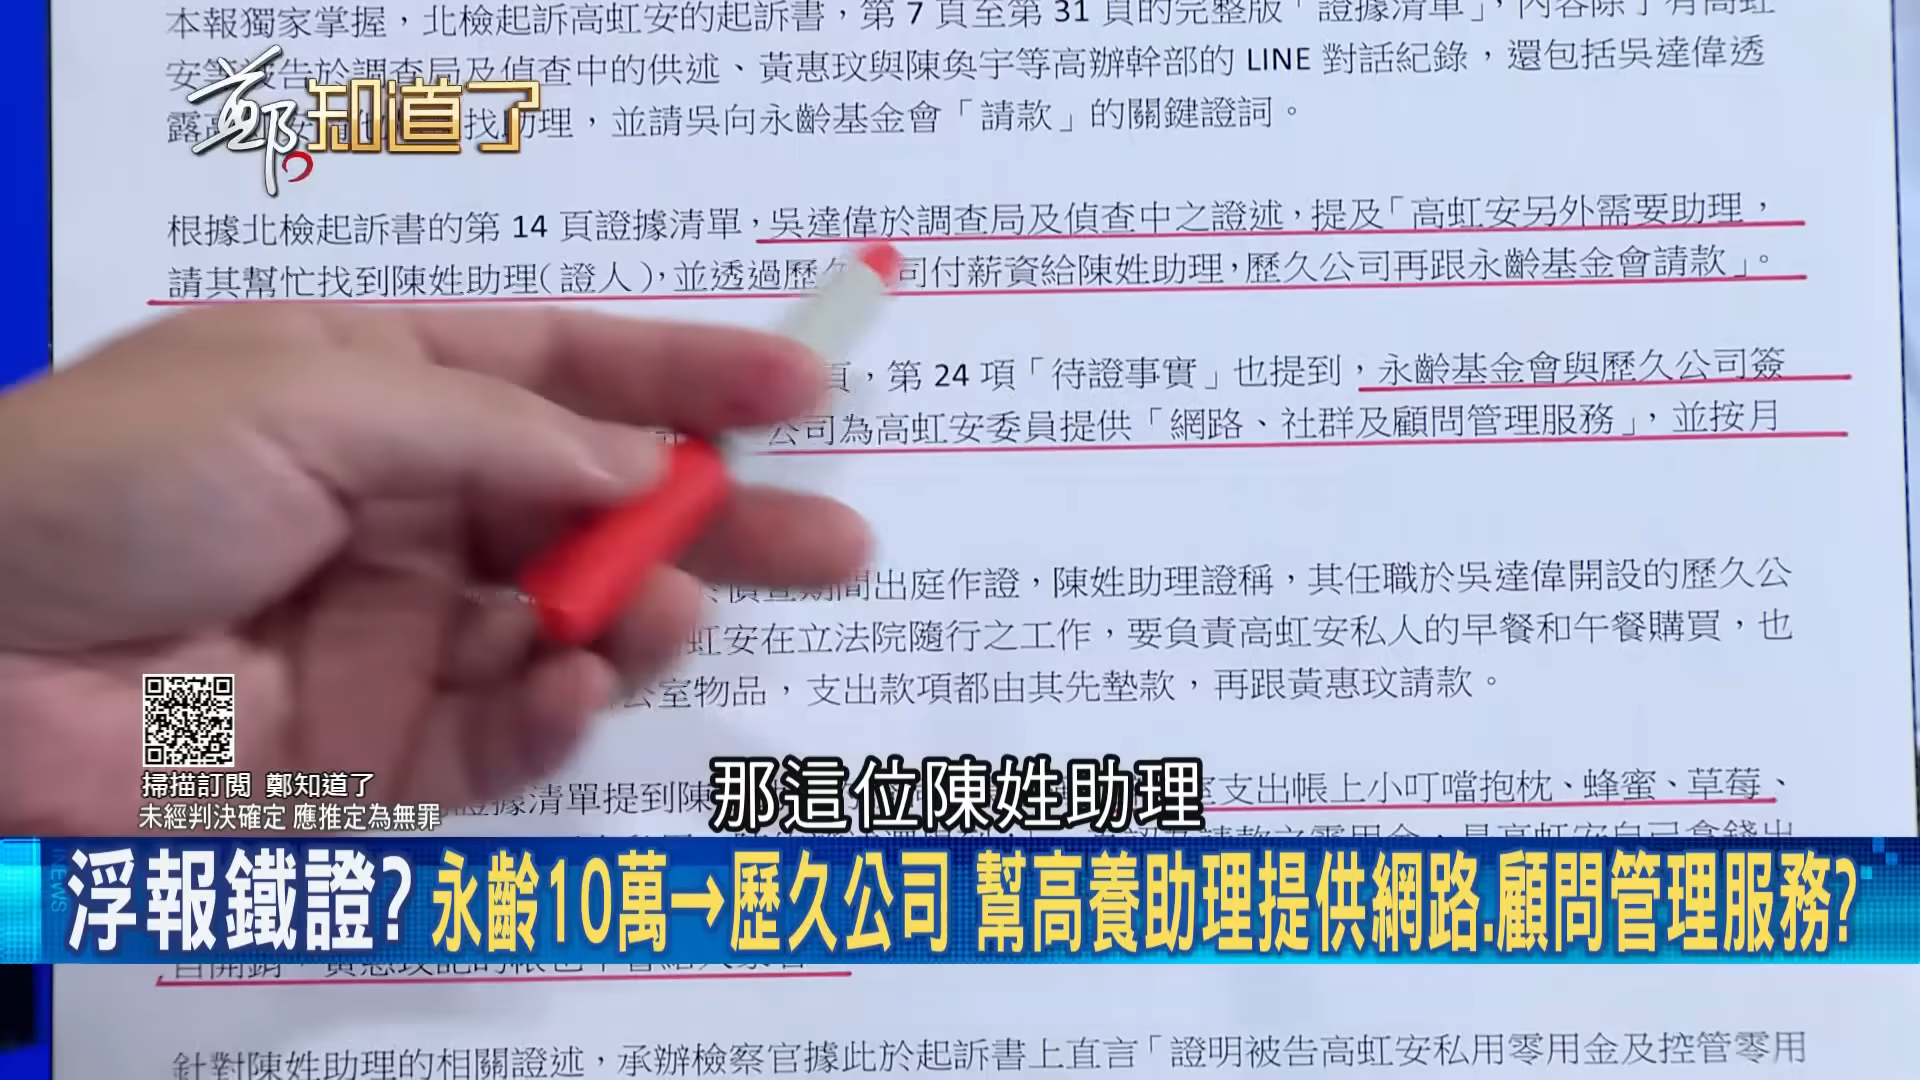 本報獨家掌握，北檢起訴高虹安的起訴書，第 7 頁至第 31 頁的完整版「證據清單」，內容除了有高虹
安等被告於調查局及偵查中的供述、黃惠玟與陳奐宇等高辦幹部的 LINE 對話紀錄，還包括吳達偉透
鄭知道了
露高 安 找助理，並請吳向永齡基金會「請款」的關鍵證詞。
根據北檢起訴書的第 14 頁證據清單，吳達偉於調查局及偵查中之證述，提及「高虹安另外需要助理，
請其幫忙找到陳姓助理（證人），並透過歷久 司付薪資給陳姓助理，歷久公司再跟永齡基金會請款」。
頁，第 24 項「待證事實」也提到，永齡基金會與歷久公司簽
公司為高虹安委員提供「網路、社群及顧問管理服務」，並按月
偵查期間出庭作證，陳姓助理證稱，其任職於吳達偉開設的歷久公
虹安在立法院隨行之工作，要負責高虹安私人的早餐和午餐購買，也
公室物品，支出款項都由其先墊款，再跟黃惠玟請款。
證據清單提到陳 室支出帳上小叮噹抱枕、蜂蜜、草莓、
那這位陳姓助理
掃描訂閱 鄭知道了
未經判決確定 應推定為無罪
浮報鐵證? 永齡10萬→歷久公司 幫高養助理提供網路.顧問管理服務?
針對陳姓助理的相關證述，承辦檢察官據此於起訴書上直言「證明被告高虹安私用零用金及控管零用